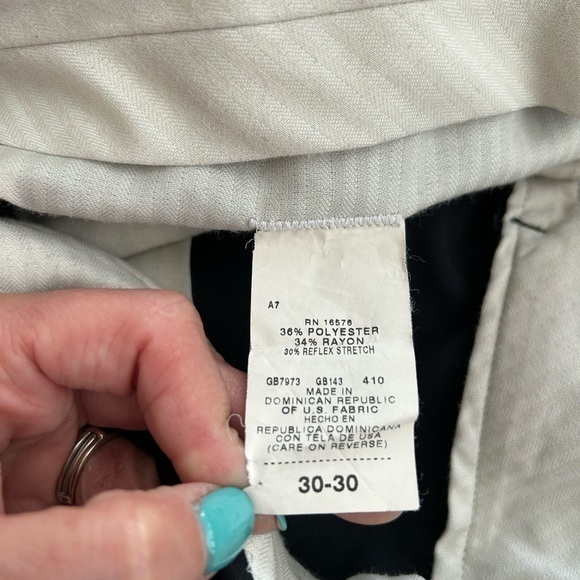 A7
RN 16576
36% POLYESTER
34% RAYON
30% REFLEX STRETCH
GB7973 GB143 410
MADE IN
DOMINICAN REPUBLIC
OF U.S. FABRIC
HECHO EN
REPUBLICA DOMINICANA
CON TELA DE USA
(CARE ON REVERSE)
30-30